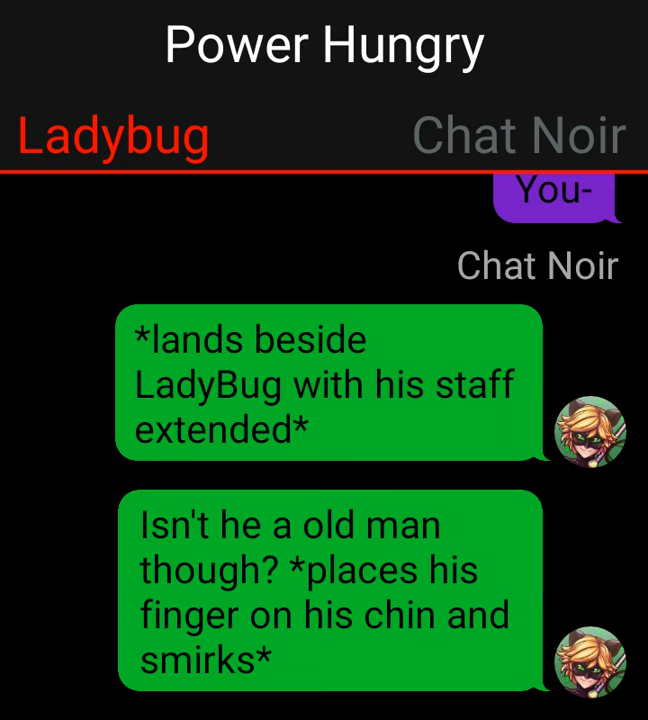 Power Hungry
Ladybug
Chat Noir
You-
Chat Noir
*lands beside
LadyBug with his staff
extended*
Isn't he a old man
though? *places his
finger on his chin and
smirks*